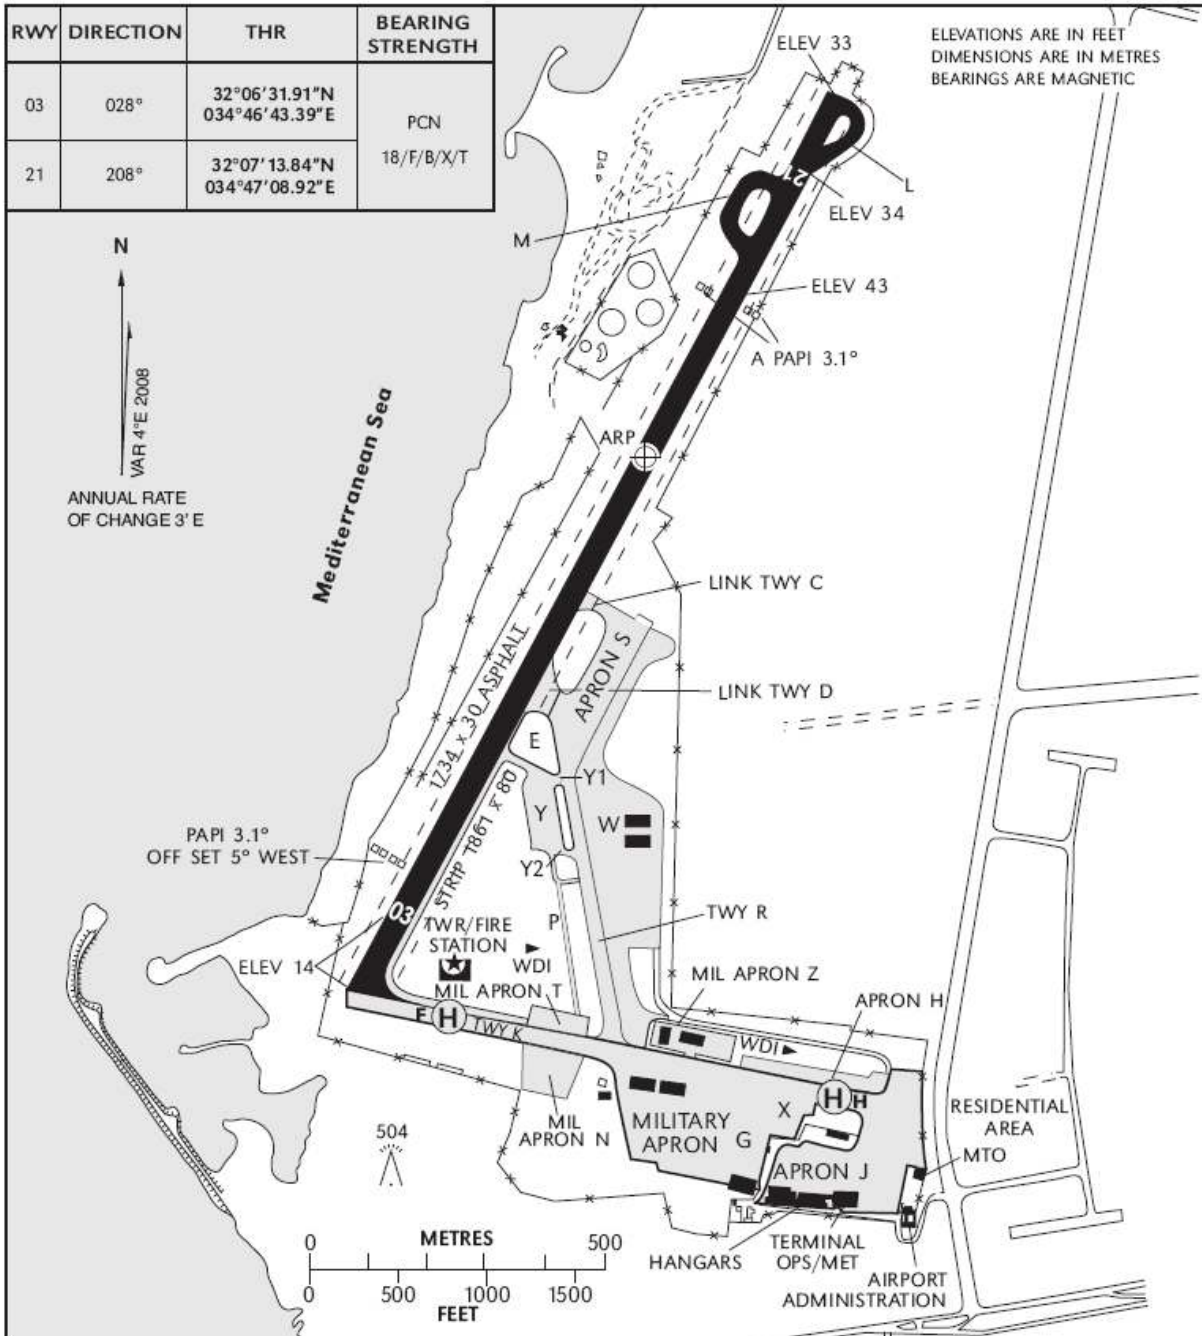 RWY DIRECTION THR BEARING STRENGTH
03 028° 32°06'31.91"N 034°46'43.39"E
PCN
18/F/B/X/T
21 208° 32°07'13.84"N 034°47'08.92"E
ELEVATIONS ARE IN FEET
DIMENSIONS ARE IN METRES
BEARINGS ARE MAGNETIC
ELEV 33
L
21
ELEV 34
M
ELEV 43
A PAPI 3.1°
N
VAR 4°E 2008
ANNUAL RATE
OF CHANGE 3' E
Mediterranean Sea
ARP
LINK TWY C
APRON S
LINK TWY D
1734 x 30 ASPHALT
STRIP 1861 x 80
E
Y1
Y
W
Y2
PAPI 3.1°
OFF SET 5° WEST
03
TWR/FIRE
STATION
WDI
P
TWY R
ELEV 14
MIL APRON T
MIL APRON Z
APRON H
F H
TWY K
WDI
H H
MIL
APRON N
MILITARY
APRON G
X
APRON J
RESIDENTIAL
AREA
MTO
504
HANGARS
TERMINAL
OPS/MET
AIRPORT
ADMINISTRATION
0 METRES 500
0 500 1000 1500
FEET